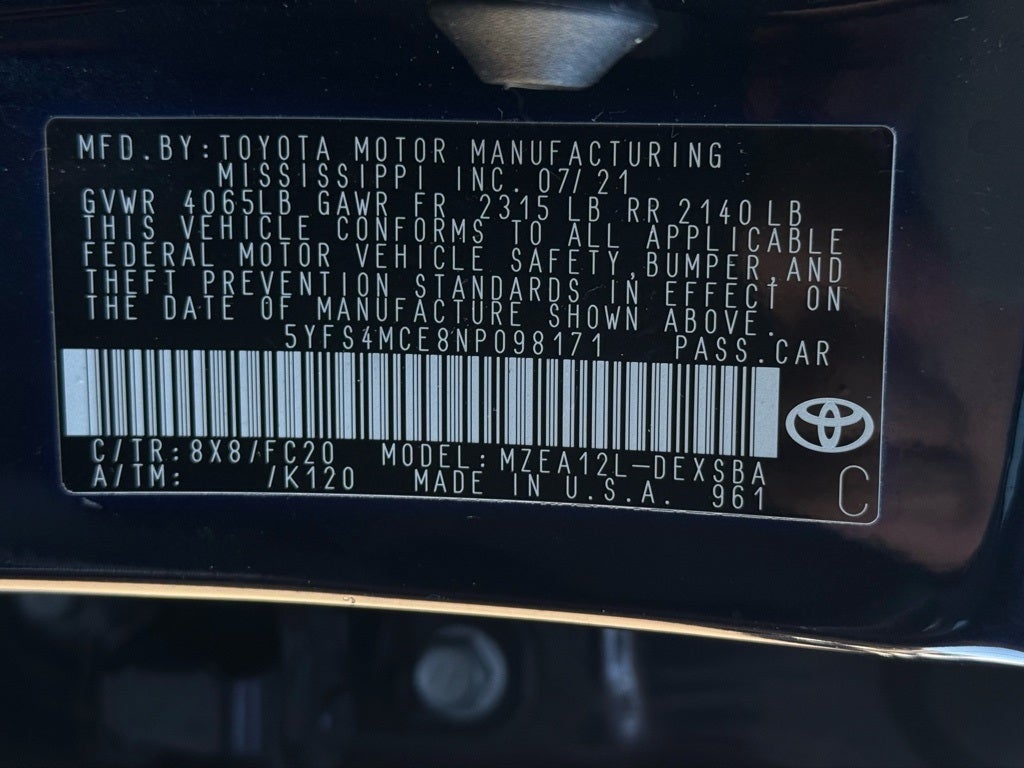 MFD.BY:TOYOTA MOTOR MANUFACTURING
MISSISSIPPI INC. 07/21
GVWR 4065LB GAWR FR 2315 LB RR 2140 LB
THIS VEHICLE CONFORMS TO ALL APPLICABLE
FEDERAL MOTOR VEHICLE SAFETY,BUMPER,AND
THEFT PREVENTION STANDARDS IN EFFECT ON
THE DATE OF MANUFACTURE SHOWN ABOVE.
5YFS4MCE8NP098171 PASS.CAR
C/TR:8X8/FC20 MODEL:MZEA12L-DEXSBA
A/TM: /K120 MADE IN U.S.A. 961
C